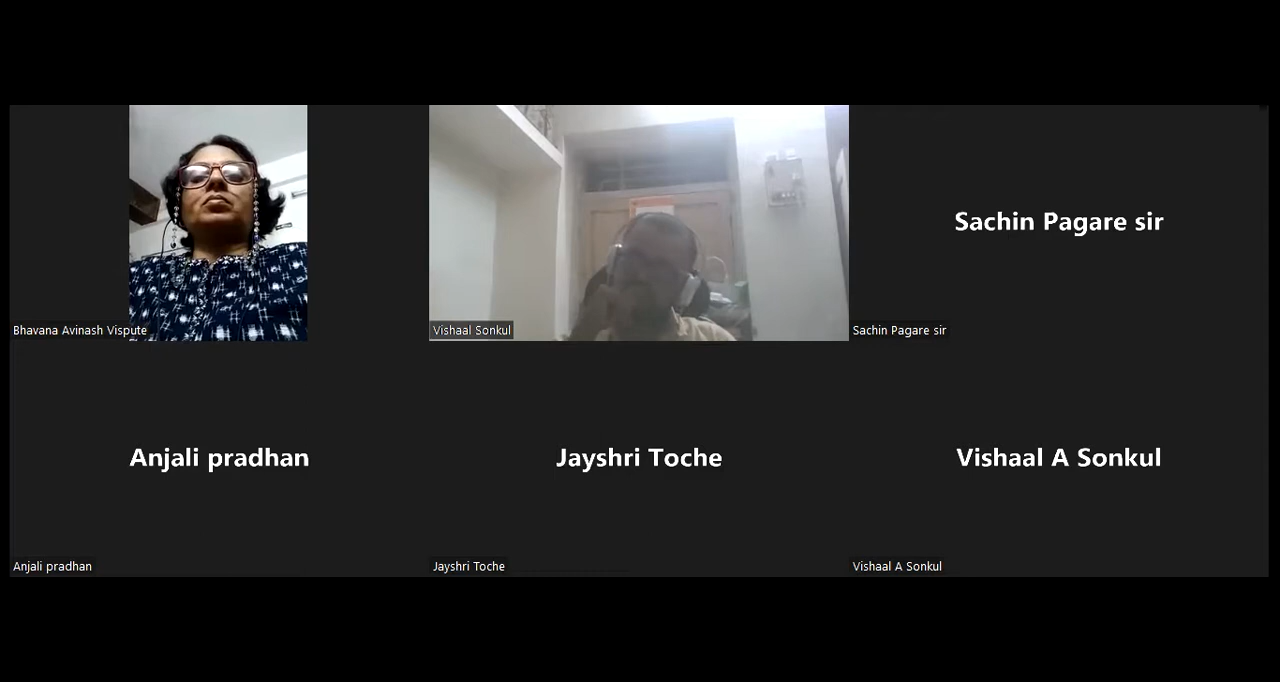 Bhavana Avinash Vispute
Vishaal Sonkul
Sachin Pagare sir
Sachin Pagare sir
Anjali pradhan
Anjali pradhan
Jayshri Toche
Jayshri Toche
Vishaal A Sonkul
Vishaal A Sonkul